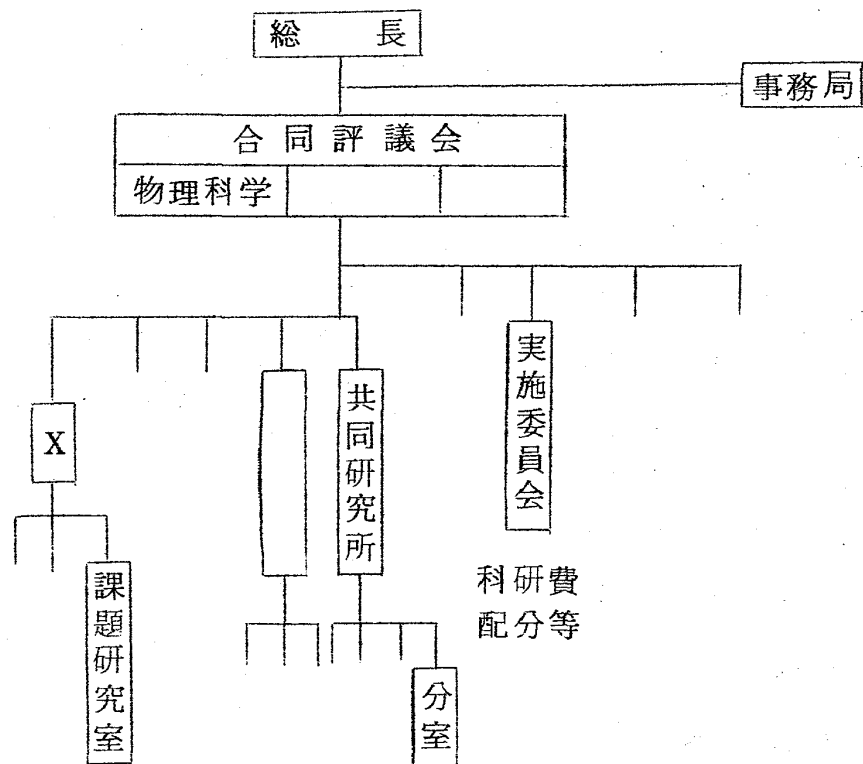 総長
事務局
合同評議会
物理科学
実施委員会
共同研究所
X
科研費
配分等
課題研究室
分室